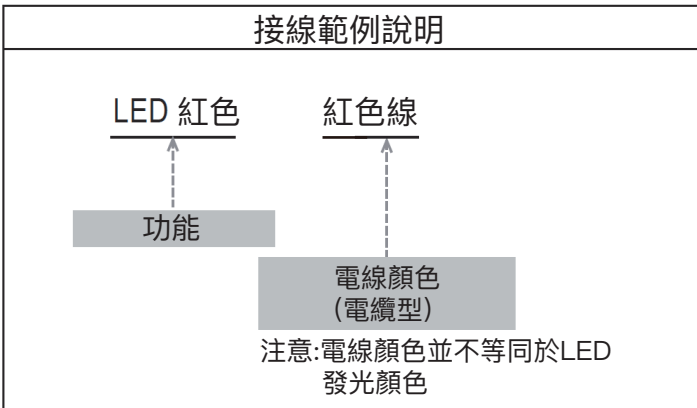 接線範例說明
LED 紅色 紅色線
功能
電線顏色
(電纜型)
注意:電線顏色並不等同於LED
發光顏色